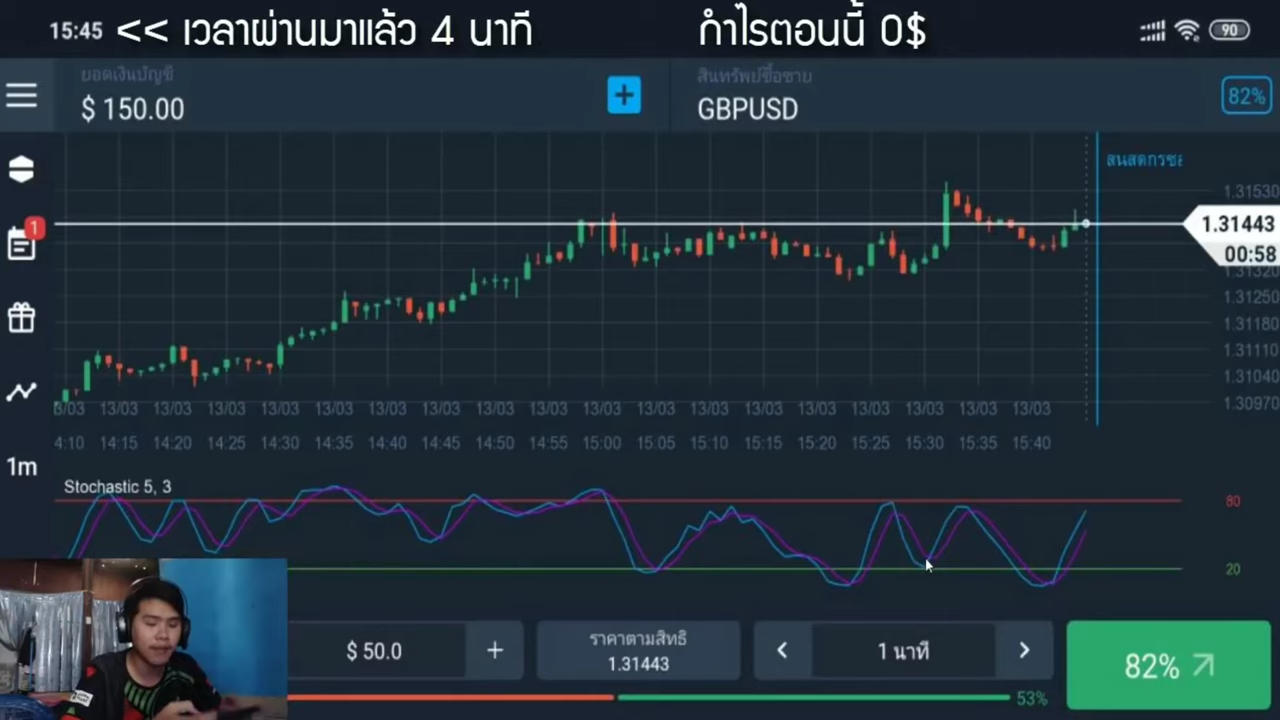 15:45 << เวลาผ่านมาแล้ว 4 นาที กำไรตอนนี้ 0$ 90
ยอดเงินบัญชี สินทรัพย์ซื้อขาย
$ 150.00 + GBPUSD 82%
1.31530
1
1.31443
00:58
1.31320
1.31250
1.31180
1.31110
1.31040
1.30970
13/03 13/03 13/03 13/03 13/03 13/03 13/03 13/03 13/03 13/03 13/03 13/03 13/03 13/03 13/03 13/03 13/03 13/03
14:15 14:20 14:25 14:30 14:35 14:40 14:45 14:50 14:55 15:00 15:05 15:10 15:15 15:20 15:25 15:30 15:35 15:40
1m
Stochastic 5, 3
80
20
$ 50.0 + ราคาตามสิทธิ < 1 นาที > 82%
1.31443
53%